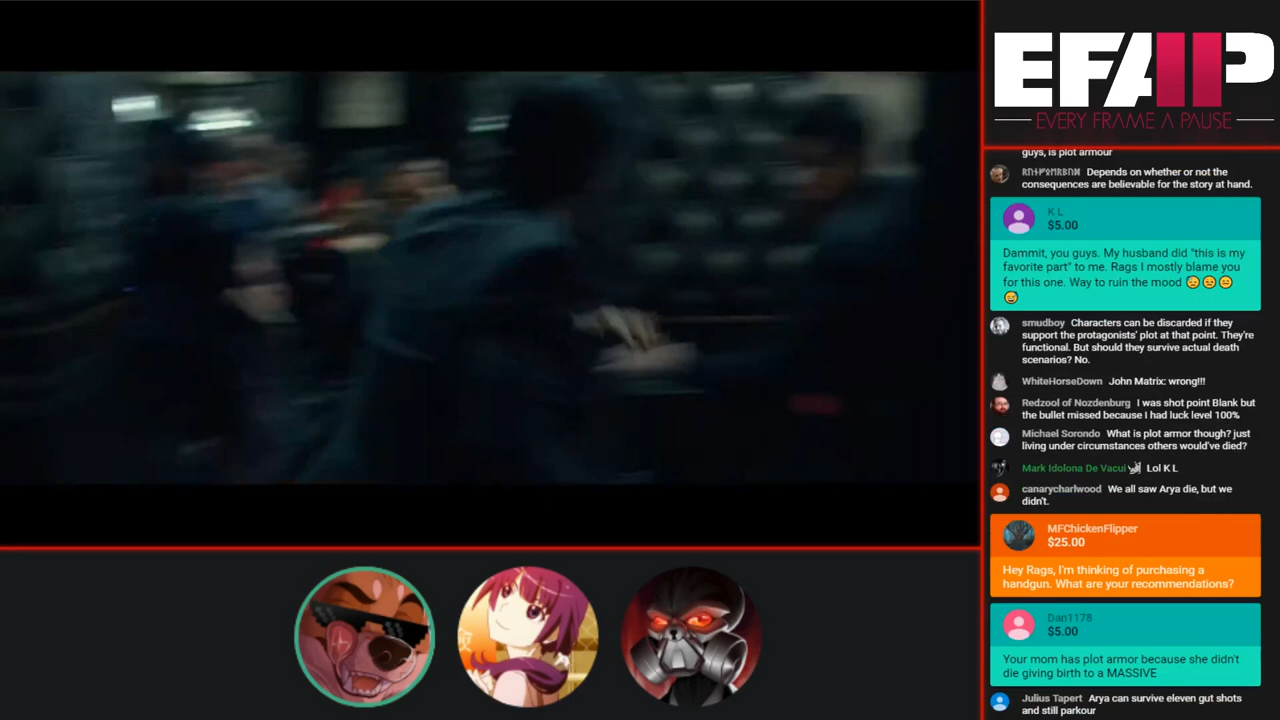 EFAP
EVERY FRAME A PAUSE
guys, is plot armour
Depends on whether or not the
consequences are believable for the story at hand.
K L
$5.00
Dammit, you guys. My husband did "this is my
favorite part" to me. Rags I mostly blame you
for this one. Way to ruin the mood 😞😒😑
😅
smudboy Characters can be discarded if they
support the protagonists' plot at that point. They're
functional. But should they survive actual death
scenarios? No.
WhiteHorseDown John Matrix: wrong!!!
Redzool of Nozdenburg I was shot point Blank but
the bullet missed because I had luck level 100%
Michael Sorondo What is plot armor though? just
living under circumstances others would've died?
Mark Idolona De Vacui Lol K L
canarycharlwood We all saw Arya die, but we
didn't.
MFChickenFlipper
$25.00
Hey Rags, I'm thinking of purchasing a
handgun. What are your recommendations?
Dan1178
$5.00
Your mom has plot armor because she didn't
die giving birth to a MASSIVE
Julius Tapert Arya can survive eleven gut shots
and still parkour